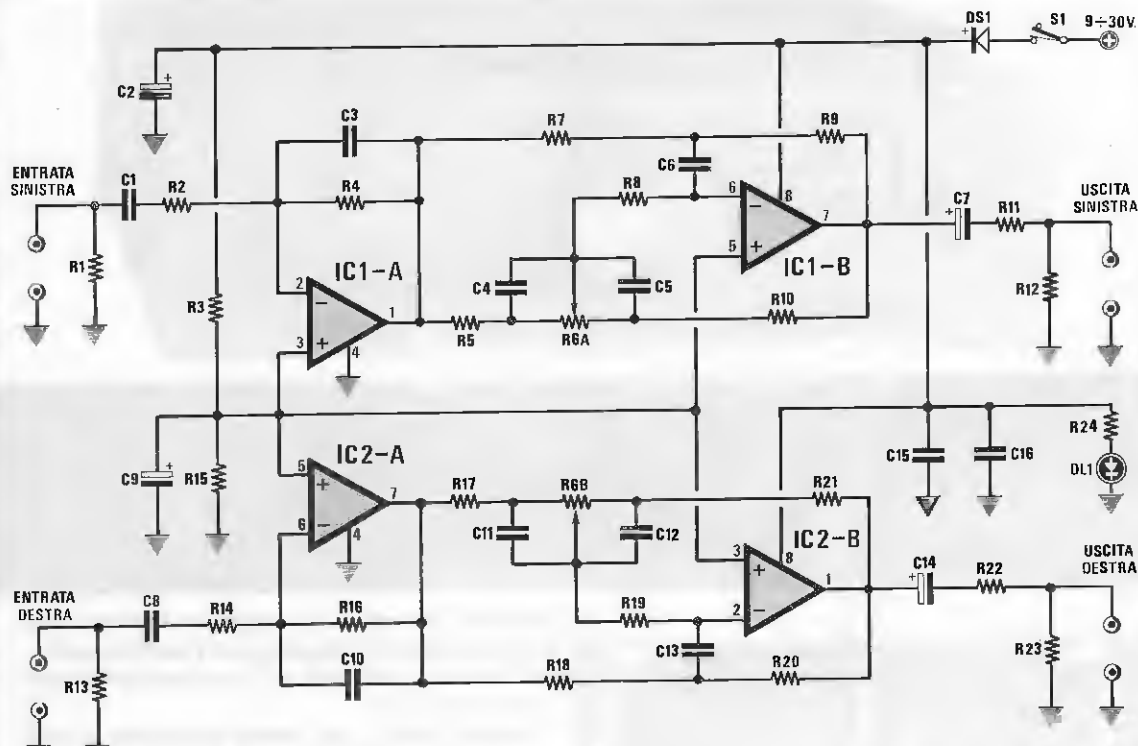 DS1
S1
9÷30V.
+
C2
+
C3
R7
R9
ENTRATA
SINISTRA
C1
R2
R4
R8
C6
6
8
7
5
IC1-B
C7
+
R11
USCITA
SINISTRA
R1
R3
2
IC1-A
1
3
4
C4
C5
R5
R6A
R10
R12
C9
+
R15
5
IC2-A
7
6
4
R17
R6B
R21
C11
C12
IC2-B
3
8
1
2
C15
C16
R24
DL1
ENTRATA
DESTRA
C8
R14
R16
C10
R19
C13
R18
R20
C14
+
R22
USCITA
DESTRA
R13
R23